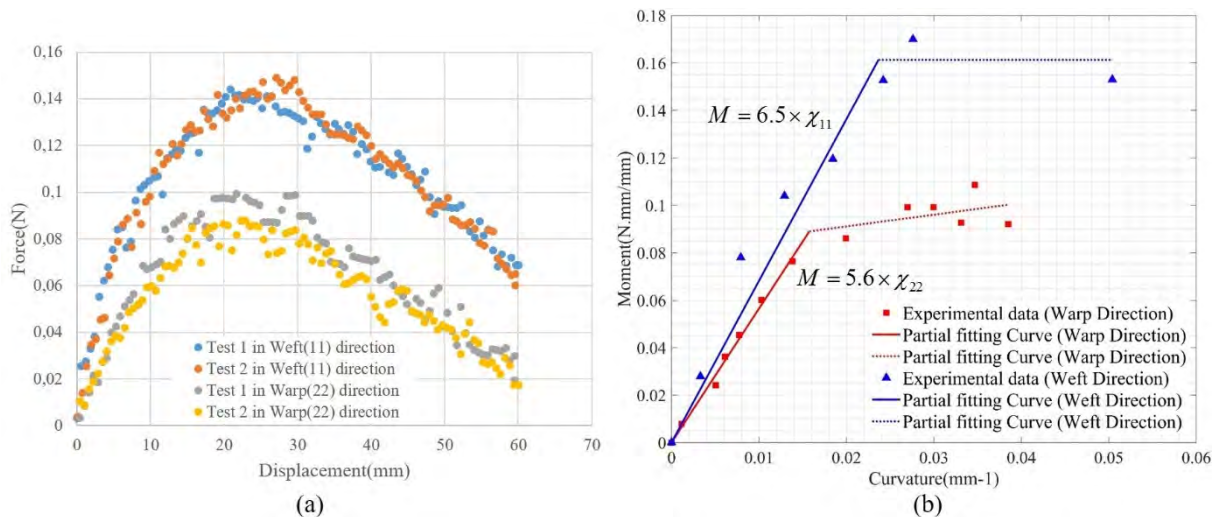 0,16
0,14
0,12
0,1
0,08
0,06
0,04
0,02
0
Force(N)
Test 1 in Weft(11) direction
Test 2 in Weft(11) direction
Test 1 in Warp(22) direction
Test 2 in Warp(22) direction
0 10 20 30 40 50 60 70
Displacement(mm)
(a)
0.18
0.16
0.14
0.12
0.1
0.08
0.06
0.04
0.02
0
Moment(N.mm/mm)
M = 6.5 × χ₁₁
M = 5.6 × χ₂₂
Experimental data (Warp Direction)
Partial fitting Curve (Warp Direction)
Partial fitting Curve (Warp Direction)
Experimental data (Weft Direction)
Partial fitting Curve (Weft Direction)
Partial fitting Curve (Weft Direction)
0 0.01 0.02 0.03 0.04 0.05 0.06
Curvature(mm-1)
(b)